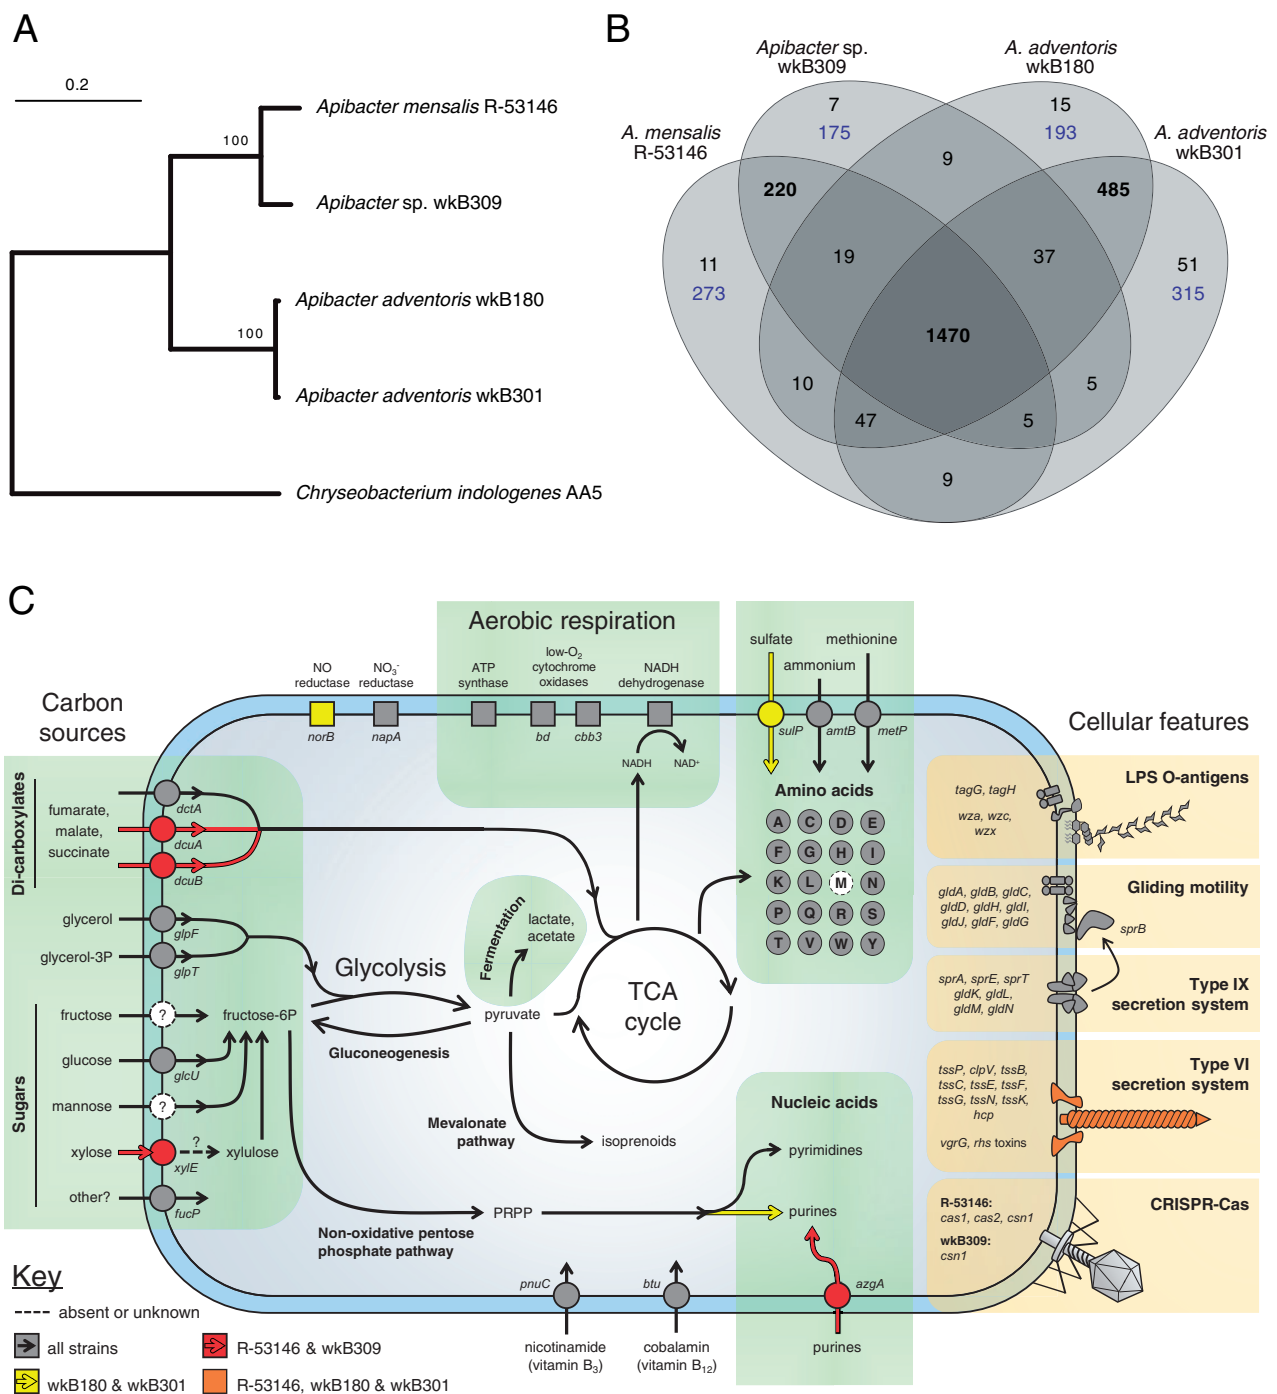 A
0.2
100
Apibacter mensalis R-53146
Apibacter sp. wkB309
Apibacter adventoris wkB180
100
Apibacter adventoris wkB301
Chryseobacterium indologenes AA5
B
Apibacter sp.
wkB309
A. adventoris
wkB180
A. mensalis
R-53146
A. adventoris
wkB301
7
175
15
193
9
220
485
19
37
11
273
51
315
1470
10
5
47
5
9
C
Aerobic respiration
NO
reductase
norB
NO3-
reductase
napA
ATP
synthase
low-O2
cytochrome
oxidases
bd
cbb3
NADH
dehydrogenase
NADH
NAD+
sulfate
methionine
ammonium
sulP
amtB
metP
Amino acids
A C D E
F G H I
K L M N
P Q R S
T V W Y
Carbon
sources
Di-carboxylates
fumarate,
malate,
succinate
dctA
dcuA
dcuB
glycerol
glpF
glycerol-3P
glpT
Sugars
fructose
?
fructose-6P
glucose
glcU
mannose
?
xylose
xylE
?
xylulose
other?
fucP
Glycolysis
Gluconeogenesis
Fermentation
lactate,
acetate
pyruvate
TCA
cycle
Mevalonate
pathway
isoprenoids
Non-oxidative pentose
phosphate pathway
PRPP
Nucleic acids
pyrimidines
purines
pnuC
btu
azgA
nicotinamide
(vitamin B3)
cobalamin
(vitamin B12)
purines
Cellular features
LPS O-antigens
tagG, tagH
wza, wzc,
wzx
Gliding motility
gldA, gldB, gldC,
gldD, gldH, gldI,
gldJ, gldF, gldG
sprB
Type IX
secretion system
sprA, sprE, sprT
gldK, gldL,
gldM, gldN
Type VI
secretion system
tssP, clpV, tssB,
tssC, tssE, tssF,
tssG, tssN, tssK,
hcp
vgrG, rhs toxins
CRISPR-Cas
R-53146:
cas1, cas2, csn1
wkB309:
csn1
Key
absent or unknown
all strains
R-53146 & wkB309
wkB180 & wkB301
R-53146, wkB180 & wkB301